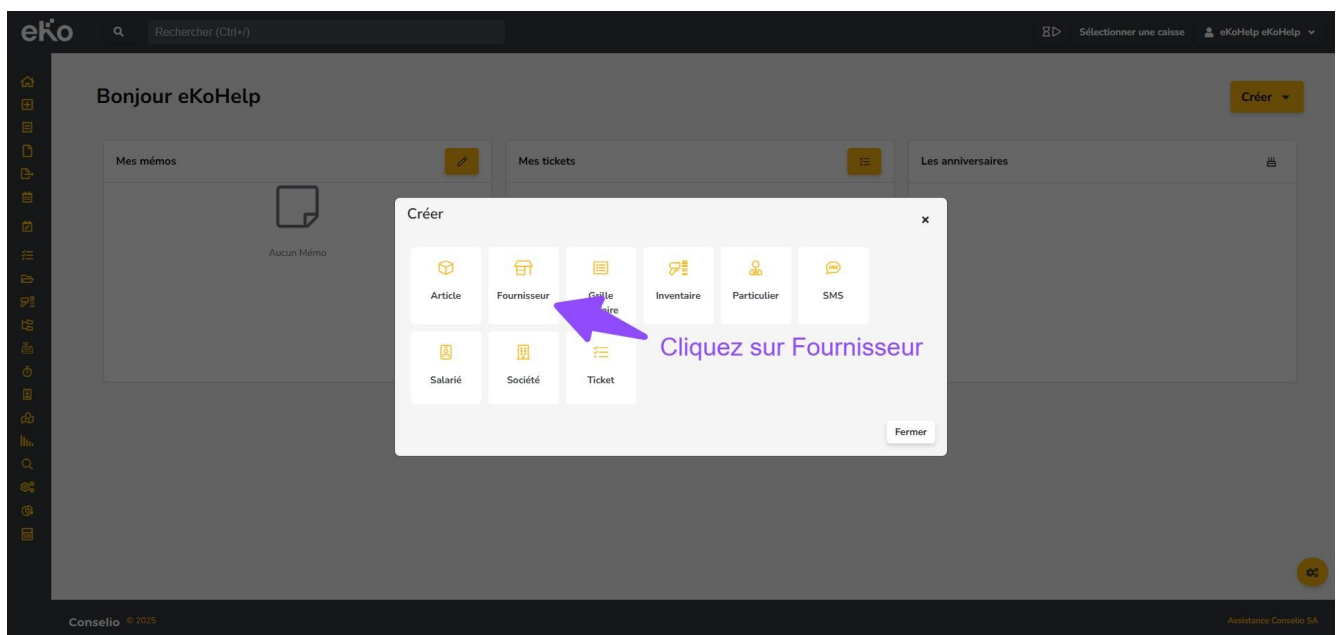 eko
Rechercher (Ctrl+/)
Sélectionner une caisse
eKoHelp eKoHelp
Bonjour eKoHelp
Créer
Mes mémos
Mes tickets
Les anniversaires
Aucun Mémo
Créer
×
Article
Fournisseur
Grille
Inventaire
Particulier
SMS
Cliquez sur Fournisseur
Salarié
Société
Ticket
Fermer
Conselio © 2025
Assistance Conselio SA